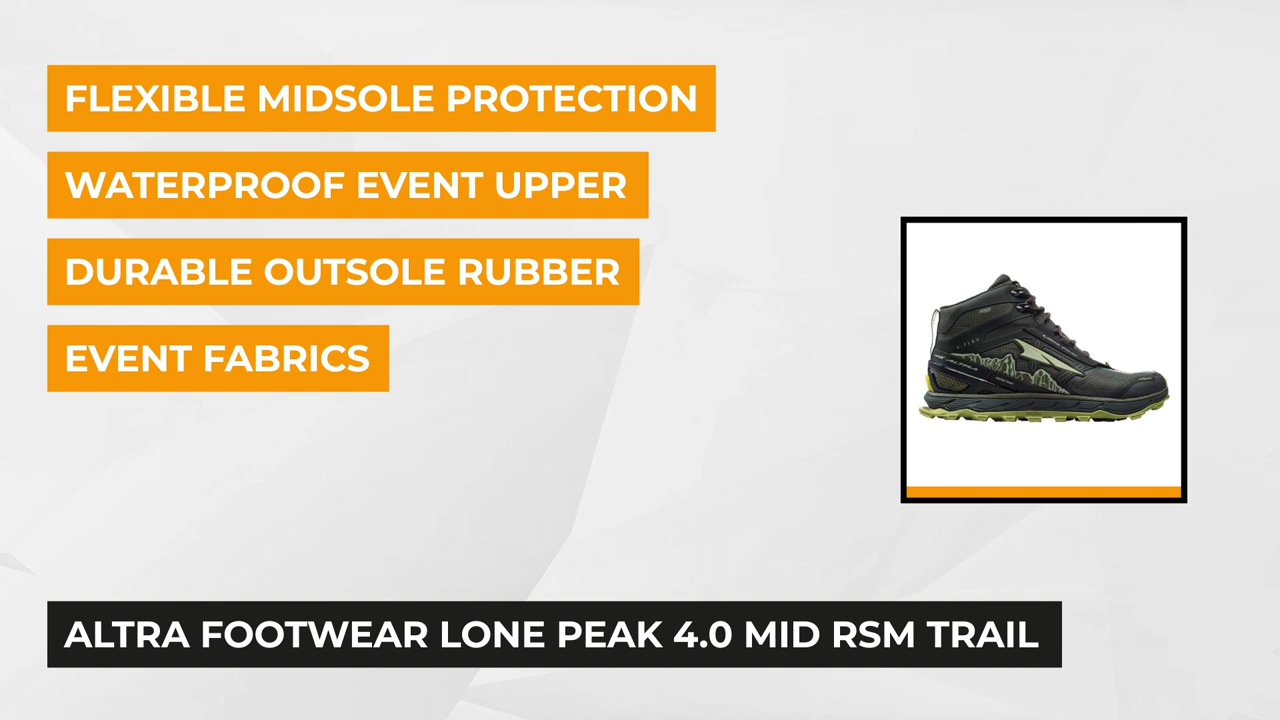 FLEXIBLE MIDSOLE PROTECTION
WATERPROOF EVENT UPPER
DURABLE OUTSOLE RUBBER
EVENT FABRICS
ALTRA FOOTWEAR LONE PEAK 4.0 MID RSM TRAIL